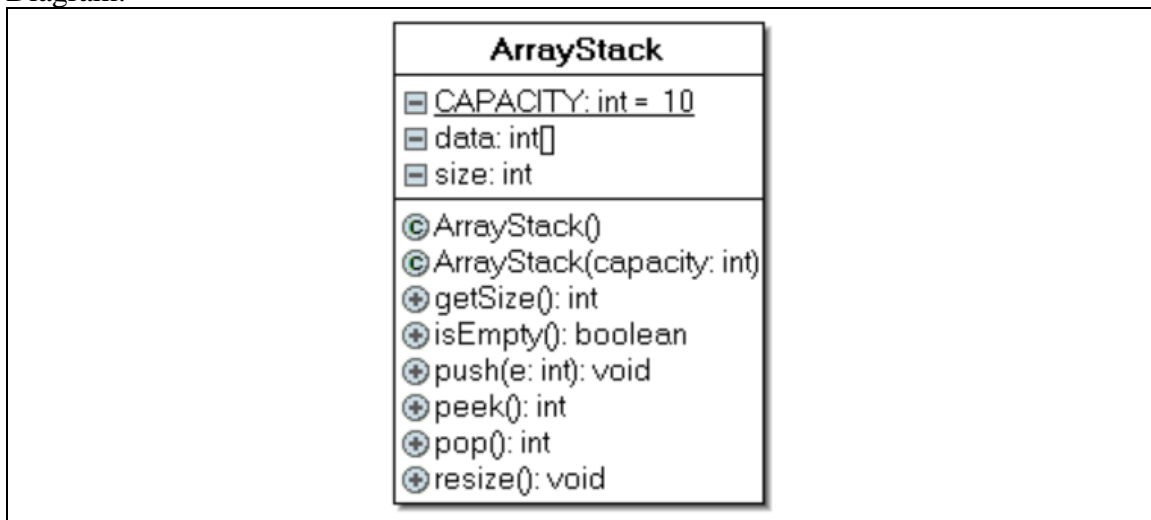 Diagram:
ArrayStack
CAPACITY: int = 10
data: int[]
size: int
ArrayStack()
ArrayStack(capacity: int)
getSize(): int
isEmpty(): boolean
push(e: int): void
peek(): int
pop(): int
resize(): void